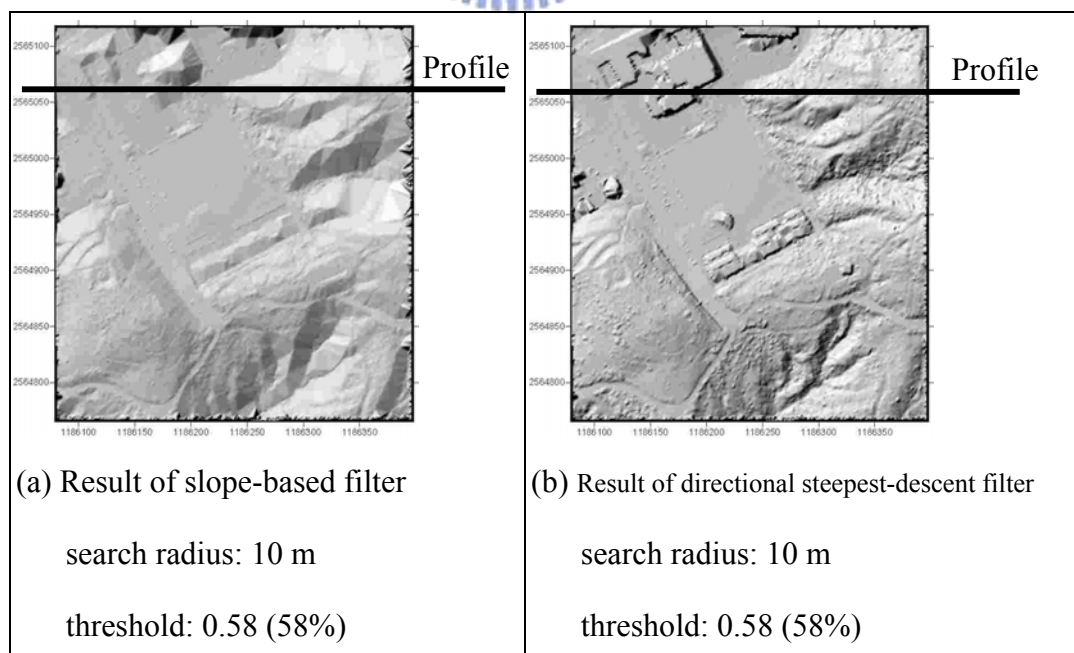 Profile
2565100
2565050
2565000
2564950
2564900
2564850
2564800
1186100 1186150 1186200 1186250 1186300 1186350
(a) Result of slope-based filter
search radius: 10 m
threshold: 0.58 (58%)
Profile
2565100
2565050
2565000
2564950
2564900
2564850
2564800
1186100 1186150 1186200 1186250 1186300 1186350
(b) Result of directional steepest-descent filter
search radius: 10 m
threshold: 0.58 (58%)